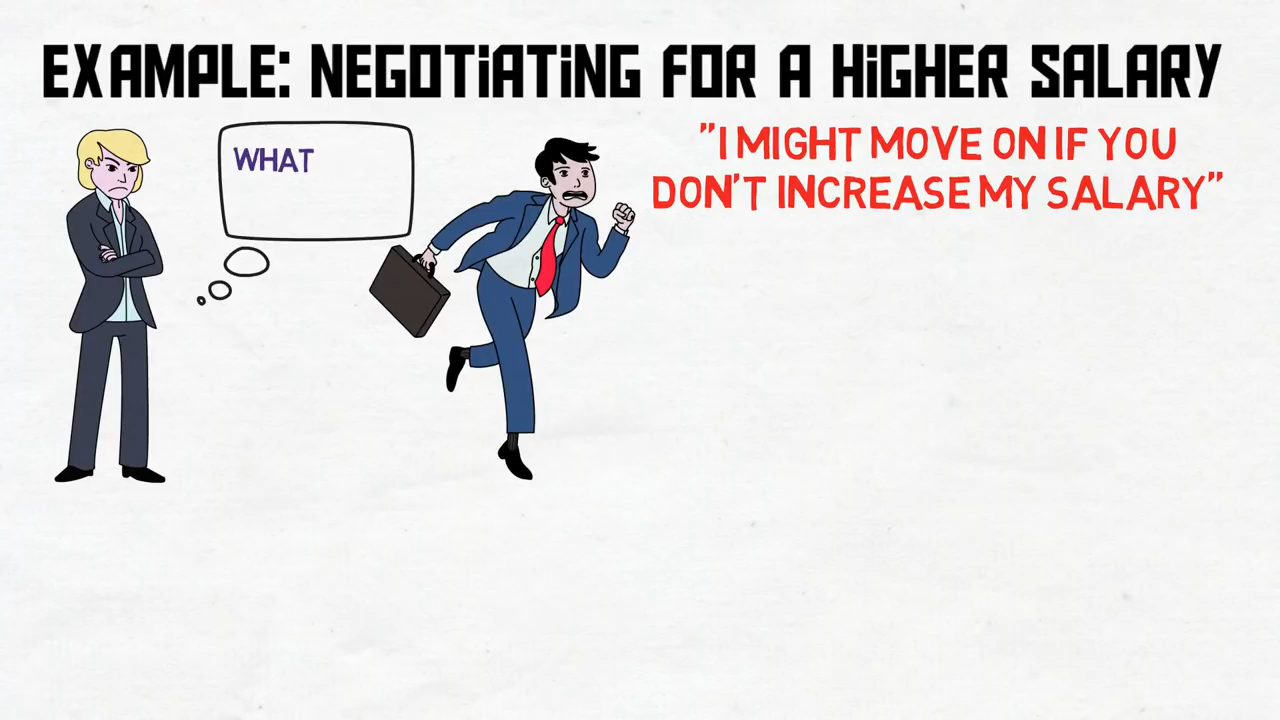 EXAMPLE: NEGOTIATING FOR A HIGHER SALARY
WHAT
"I MIGHT MOVE ON IF YOU
DON'T INCREASE MY SALARY"